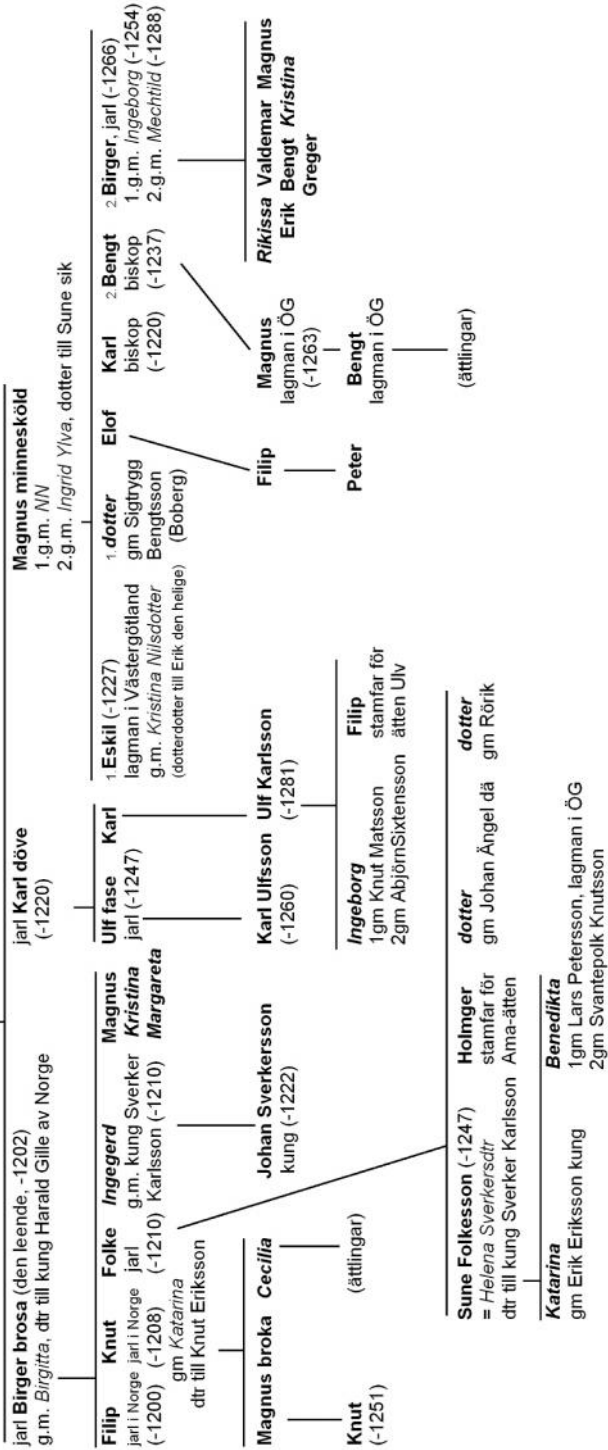 jarl Birger brosa (den leende, -1202)
g.m. Birgitta, dtr till kung Harald Gille av Norge
jarl Karl döve
(-1220)
Magnus minnesköld
1.g.m. NN
2.g.m. Ingrid Ylva, dotter till Sune sik
Filip
jarl i Norge
(-1200)
Knut
jarl i Norge
(-1208)
gm Katarina
dtr till Knut Eriksson
Folke
jarl
(-1210)
Ingegerd
g.m. kung Sverker
Karlsson (-1210)
Magnus
Kristina
Margareta
Ulf fase
jarl (-1247)
Karl
1.Eskil (-1227)
lagman i Västergötland
g.m. Kristina Nilsdotter
(dotterdotter till Erik den helige)
1.dotter
gm Sigtrygg
Bengtsson
(Boberg)
Elof
Karl
biskop
(-1220)
2.Bengt
biskop
(-1237)
2.Birger, jarl (-1266)
1.g.m. Ingeborg (-1254)
2.g.m. Mechtild (-1288)
Magnus broka
Cecilia
Johan Sverkersson
kung (-1222)
Karl Ulfsson
(-1260)
Ulf Karlsson
(-1281)
Filip
Magnus
lagman i ÖG
(-1263)
Rikissa Valdemar Magnus
Erik Bengt Kristina
Greger
Knut
(-1251)
(ättlingar)
Ingeborg
1gm Knut Matsson
2gm AbjörnSixtensson
Filip
stamfar för
ätten Ulv
Peter
Bengt
lagman i ÖG
(ättlingar)
Sune Folkesson (-1247)
= Helena Sverkersdtr
dtr till kung Sverker Karlsson
Holmger
stamfar för
Ama-ätten
dotter
gm Johan Ängel dä
dotter
gm Rörik
Katarina
gm Erik Eriksson kung
Benedikta
1gm Lars Petersson, lagman i ÖG
2gm Svantepolk Knutsson